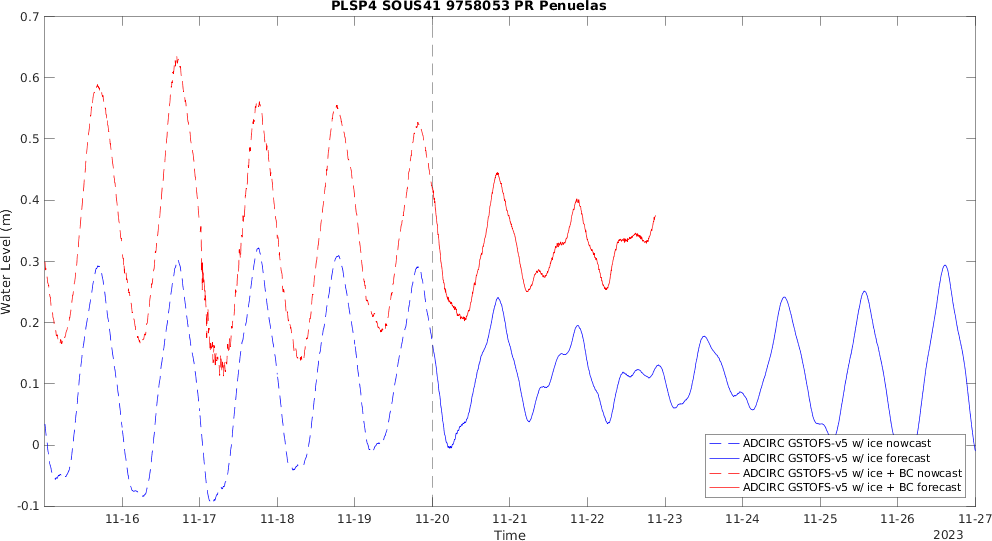 PLSP4 SOUS41 9758053 PR Penuelas
0.7
0.6
0.5
0.4
0.3
0.2
0.1
0
-0.1
Water Level (m)
11-16 11-17 11-18 11-19 11-20 11-21 11-22 11-23 11-24 11-25 11-26 11-27
Time
2023
ADCIRC GSTOFS-v5 w/ ice nowcast
ADCIRC GSTOFS-v5 w/ ice forecast
ADCIRC GSTOFS-v5 w/ ice + BC nowcast
ADCIRC GSTOFS-v5 w/ ice + BC forecast